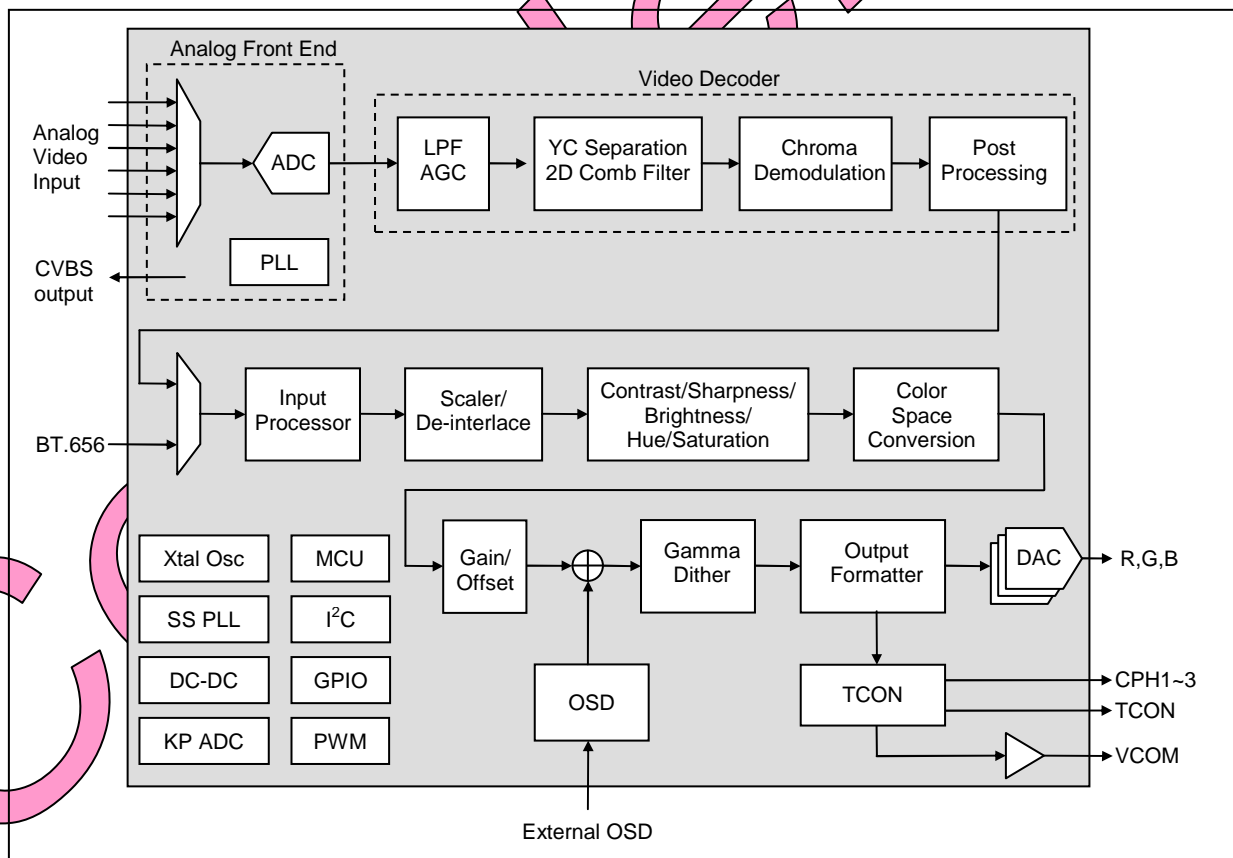 Analog Front End
Video Decoder
Analog
Video
Input
ADC
LPF
AGC
YC Separation
2D Comb Filter
Chroma
Demodulation
Post
Processing
PLL
CVBS
output
BT.656
Input
Processor
Scaler/
De-interlace
Contrast/Sharpness/
Brightness/
Hue/Saturation
Color
Space
Conversion
Xtal Osc
MCU
SS PLL
I²C
DC-DC
GPIO
KP ADC
PWM
Gain/
Offset
Gamma
Dither
Output
Formatter
DAC
R,G,B
OSD
TCON
CPH1~3
TCON
VCOM
External OSD